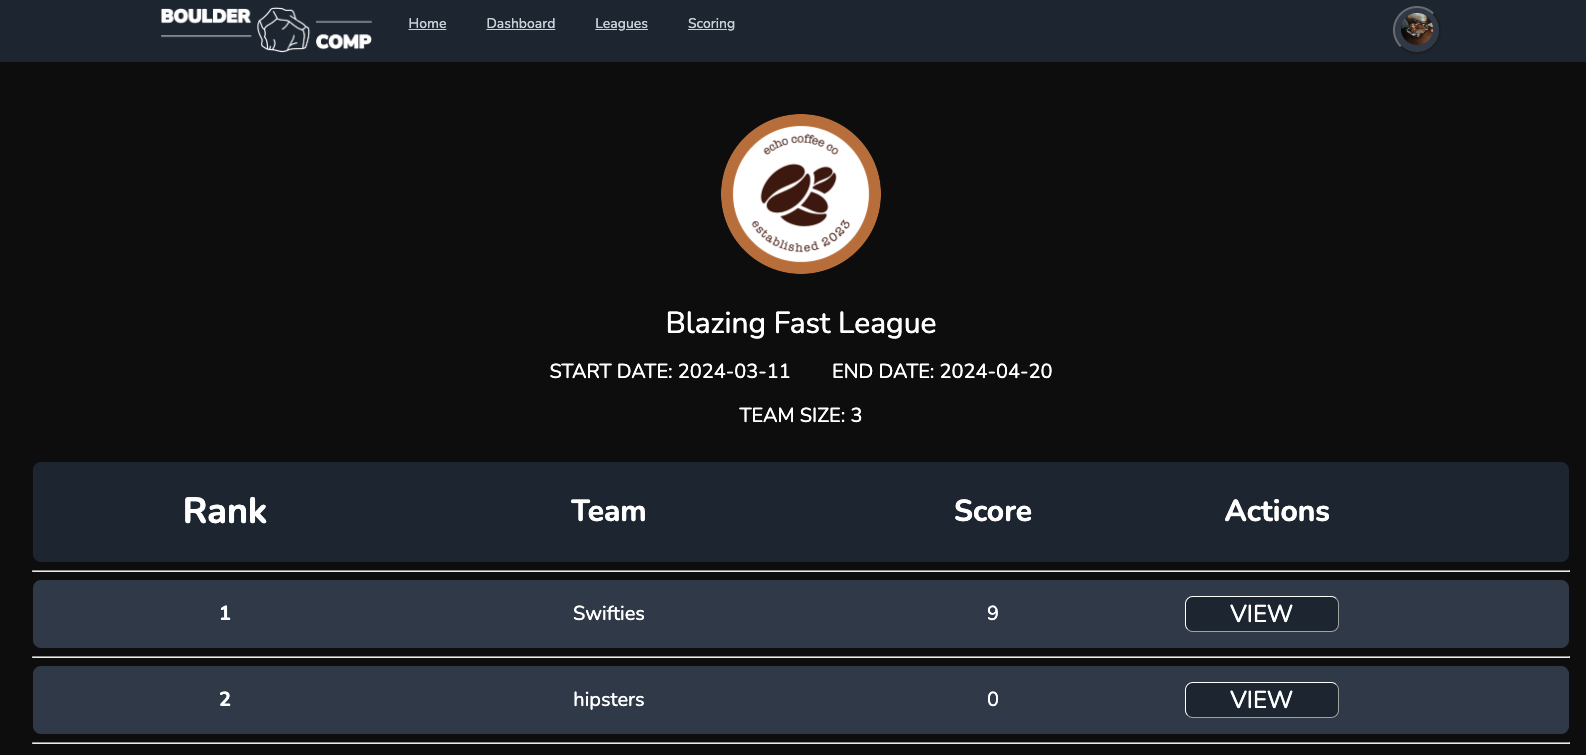 BOULDER
COMP
Home Dashboard Leagues Scoring
echo coffee co
established 2023
Blazing Fast League
START DATE: 2024-03-11 END DATE: 2024-04-20
TEAM SIZE: 3
Rank Team Score Actions
1 Swifties 9 VIEW
2 hipsters 0 VIEW